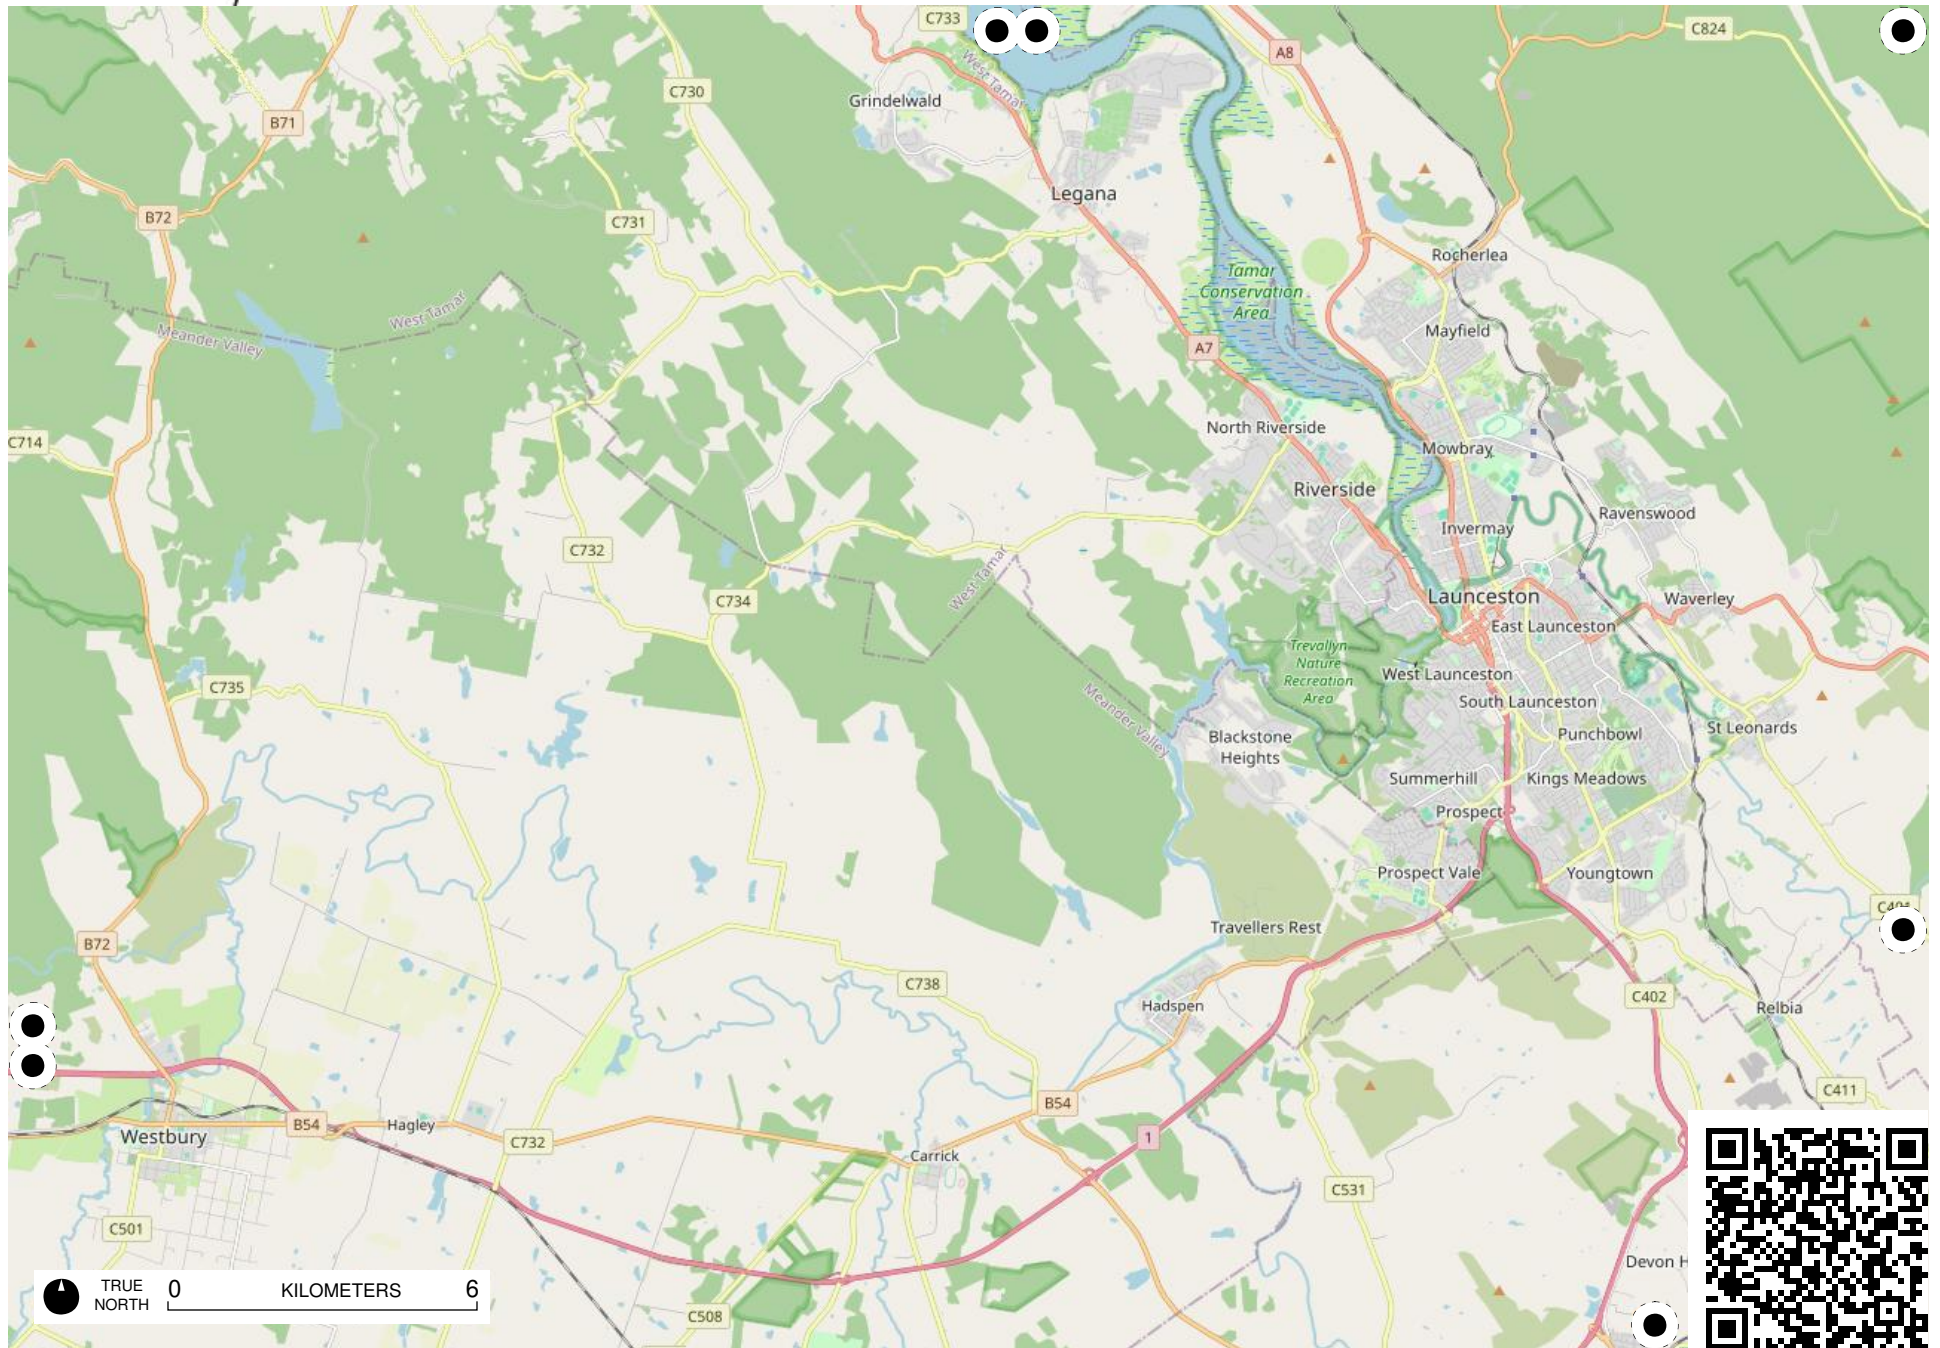 C733
C824
A8
West Tamar
C730
Grindelwald
B71
Legana
B72
C731
Rocherlea
Tamar
Conservation
Area
West Tamar
Meander Valley
Mayfield
A7
North Riverside
C714
Mowbray
Riverside
Ravenswood
Invermay
C732
West Tamar
C734
Launceston
Waverley
East Launceston
Trevallyn
Nature
Recreation
Area
West Launceston
C735
South Launceston
Meander Valley
St Leonards
Blackstone
Heights
Punchbowl
Summerhill
Kings Meadows
Prospect
Prospect Vale
Youngtown
Travellers Rest
B72
C738
C402
Hadspen
Relbia
C411
B54
B54
Hagley
Westbury
C732
1
Carrick
C531
C501
Devon H
TRUE
NORTH
0 KILOMETERS 6
C508